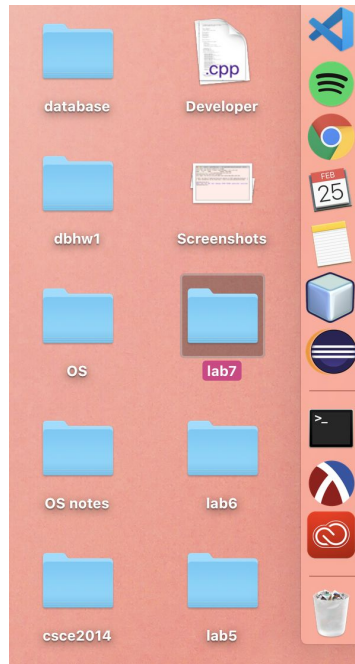 .cpp
database
Developer
dbhw1
Screenshots
OS
lab7
OS notes
lab6
csce2014
lab5
FEB
25
>_